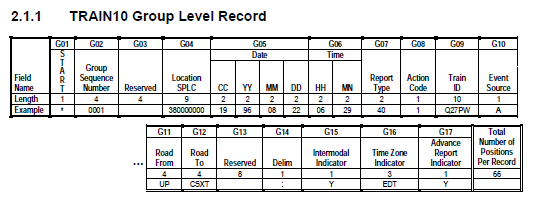 2.1.1 TRAIN10 Group Level Record
G01 G02 G03 G04 G05 G06 G07 G08 G09 G10
Date Time
Field Name START Group Sequence Number Reserved Location SPLC CC YY MM DD HH MN Report Type Action Code Train ID Event Source
Length 1 4 4 9 2 2 2 2 2 2 2 1 10 1
Example * 0001 380000000 19 96 08 22 06 29 40 1 Q27PW A
G11 G12 G13 G14 G15 G16 G17 Total Number of Positions Per Record
... Road From Road To Reserved Delim Intermodal Indicator Time Zone Indicator Advance Report Indicator
4 4 8 1 1 3 1 66
UP CSXT : Y EDT Y